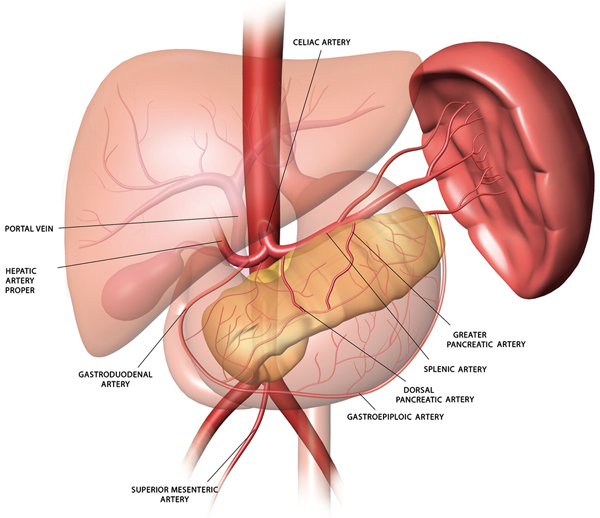 CELIAC ARTERY
PORTAL VEIN
HEPATIC
ARTERY
PROPER
GREATER
PANCREATIC ARTERY
SPLENIC ARTERY
GASTRODUODENAL
ARTERY
DORSAL
PANCREATIC ARTERY
GASTROEPIPLOIC ARTERY
SUPERIOR MESENTERIC
ARTERY